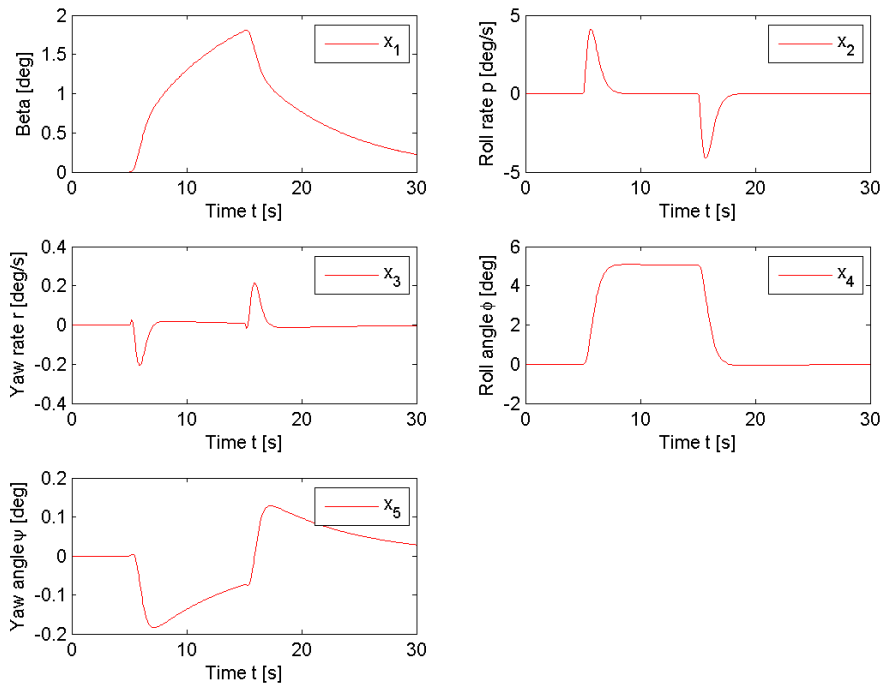 2
1.5
1
0.5
0
Beta [deg]
x1
0 10 20 30
Time t [s]
5
0
-5
Roll rate p [deg/s]
x2
0 10 20 30
Time t [s]
0.4
0.2
0
-0.2
-0.4
Yaw rate r [deg/s]
x3
0 10 20 30
Time t [s]
6
4
2
0
-2
Roll angle ϕ [deg]
x4
0 10 20 30
Time t [s]
0.2
0.1
0
-0.1
-0.2
Yaw angle ψ [deg]
x5
0 10 20 30
Time t [s]